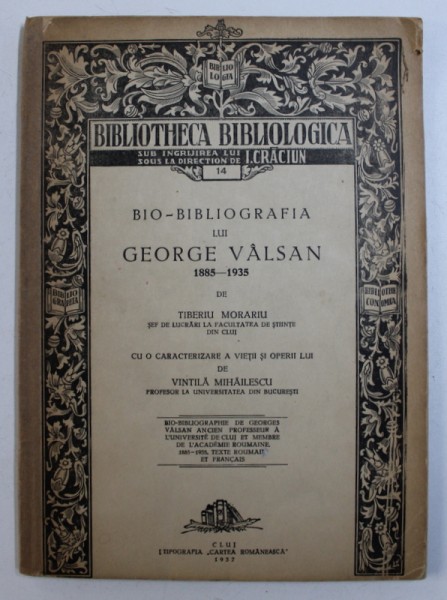 BIBLIO
LOGIA
BIBLIOTHECA BIBLIOLOGICA
SUB INGRIJIREA LUI
SOUS LA DIRECTION DE I. CRĂCIUN
14
BIO-BIBLIOGRAFIA
LUI
GEORGE VÂLSAN
1885—1935
DE
TIBERIU MORARIU
ȘEF DE LUCRĂRI LA FACULTATEA DE ȘTIINȚE
DIN CLUJ
CU O CARACTERIZARE A VIEȚII ȘI OPERII LUI
DE
VINTILĂ MIHĂILESCU
PROFESOR LA UNIVERSITATEA DIN BUCUREȘTI
BIO-BIBLIOGRAPHIE DE GEORGES
VÂLSAN ANCIEN PROFESSEUR À
L'UNIVERSITÉ DE CLUJ ET MEMBRE
DE L'ACADÉMIE ROUMAINE,
1885-1935, TEXTE ROUMAIN
ET FRANÇAIS
CLUJ
TIPOGRAFIA „CARTEA ROMÂNEASCĂ"
1937